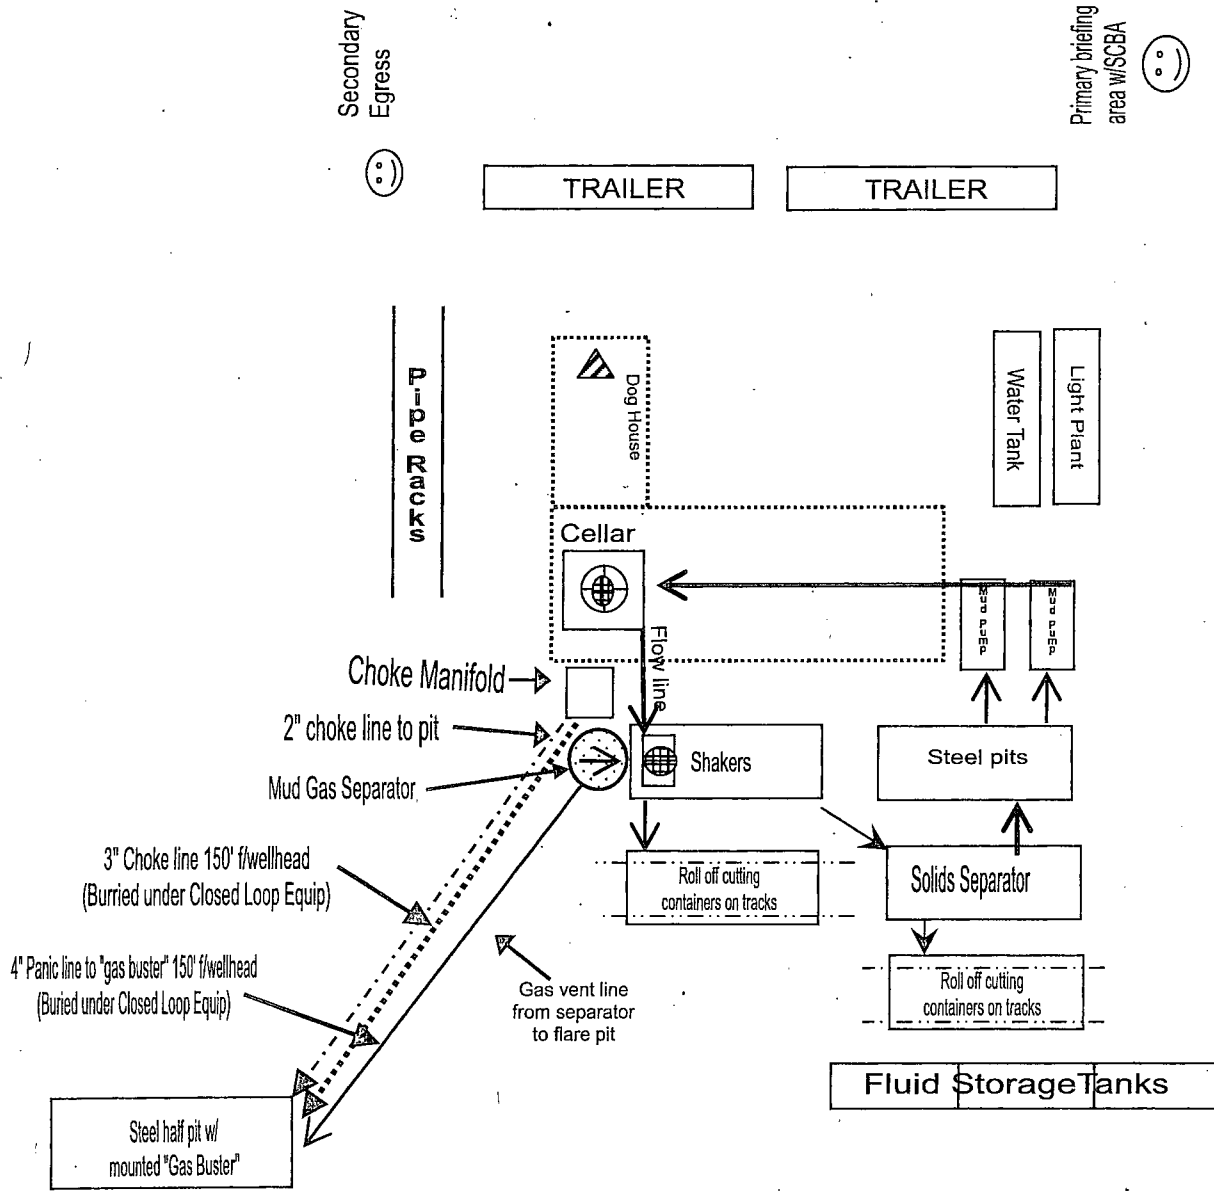 Secondary
Egress
Primary briefing
area w/SCBA
TRAILER
TRAILER
Pipe Racks
Dog House
Water Tank
Light Plant
Cellar
Mud Pump
Mud Pump
Flow line
Choke Manifold
2" choke line to pit
Mud Gas Separator
Shakers
Steel pits
3" Choke line 150' f/wellhead
(Burried under Closed Loop Equip)
Roll off cutting
containers on tracks
Solids Separator
4" Panic line to "gas buster" 150' f/wellhead
(Buried under Closed Loop Equip)
Gas vent line
from separator
to flare pit
Roll off cutting
containers on tracks
Fluid StorageTanks
Steel half pit w/
mounted "Gas Buster"